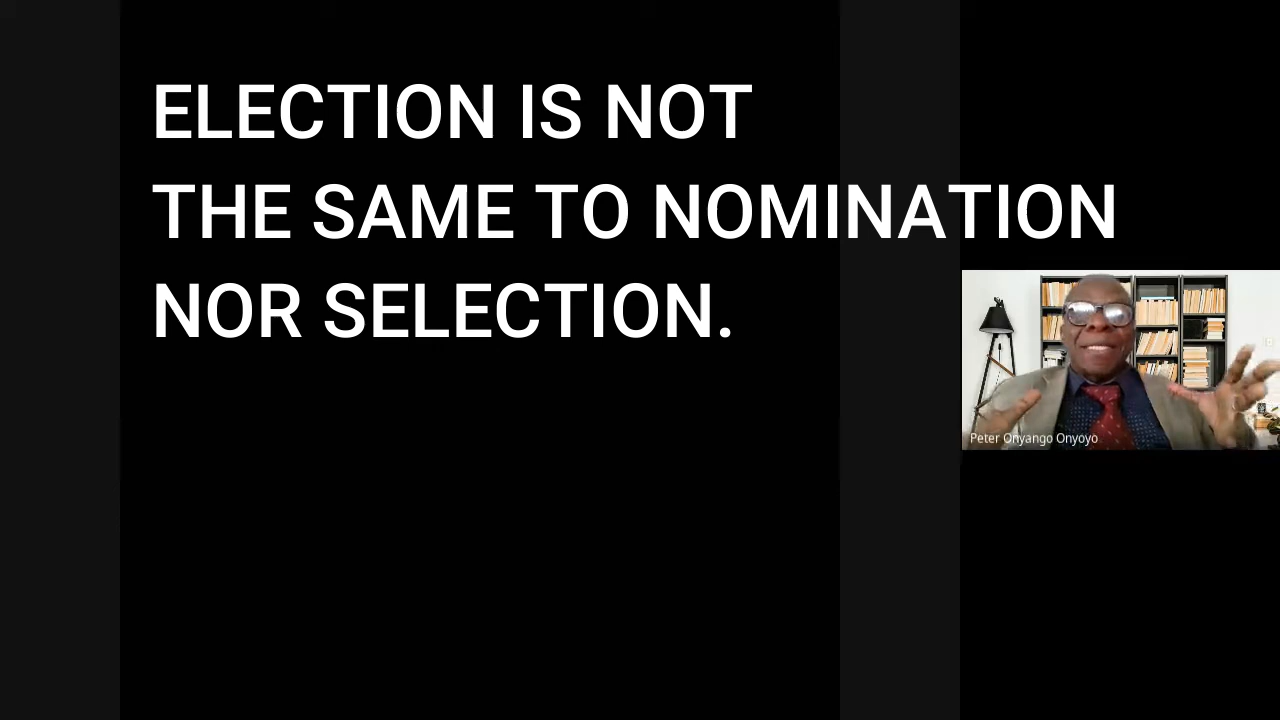 ELECTION IS NOT
THE SAME TO NOMINATION
NOR SELECTION.
Peter Onyango Onyoyo